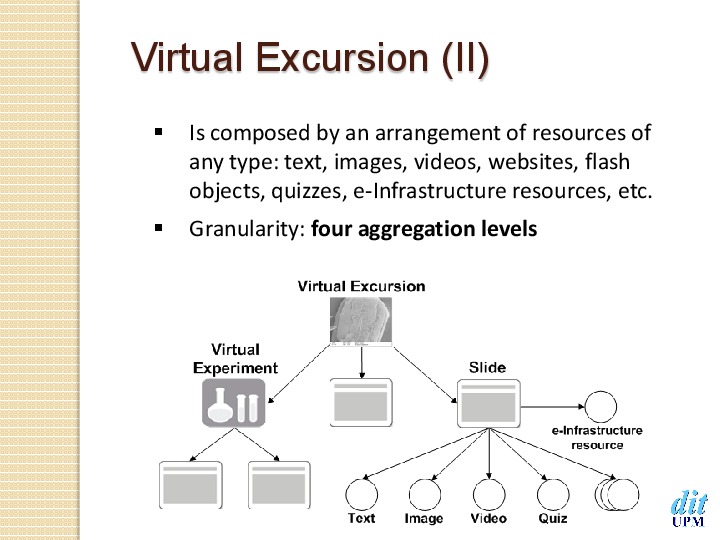 Virtual Excursion (II)
▪ Is composed by an arrangement of resources of
any type: text, images, videos, websites, flash
objects, quizzes, e-Infrastructure resources, etc.
▪ Granularity: four aggregation levels
Virtual Excursion
Virtual
Experiment
Slide
e-Infrastructure
resource
Text Image Video Quiz
dit
UPM